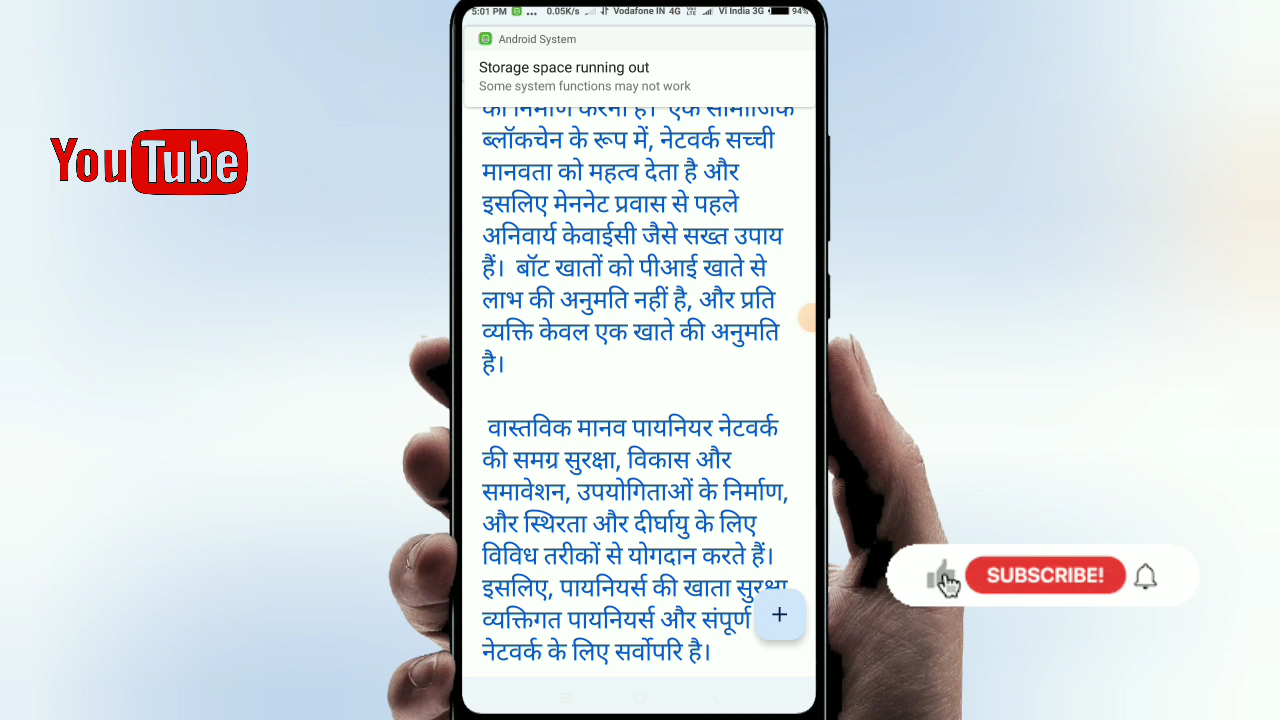 5:01 PM ... 0.05K/s Vodafone IN 4G VoLTE Vi India 3G 94%
Android System
Storage space running out
Some system functions may not work
का निर्माण करना है। एक सामाजिक
ब्लॉकचेन के रूप में, नेटवर्क सच्ची
मानवता को महत्व देता है और
इसलिए मेननेट प्रवास से पहले
अनिवार्य केवाईसी जैसे सख्त उपाय
हैं। बॉट खातों को पीआई खाते से
लाभ की अनुमति नहीं है, और प्रति
व्यक्ति केवल एक खाते की अनुमति
है।
वास्तविक मानव पायनियर नेटवर्क
की समग्र सुरक्षा, विकास और
समावेशन, उपयोगिताओं के निर्माण,
और स्थिरता और दीर्घायु के लिए
विविध तरीकों से योगदान करते हैं।
इसलिए, पायनियर्स की खाता सुरक्षा
व्यक्तिगत पायनियर्स और संपूर्ण
नेटवर्क के लिए सर्वोपरि है।
+
YouTube
SUBSCRIBE!